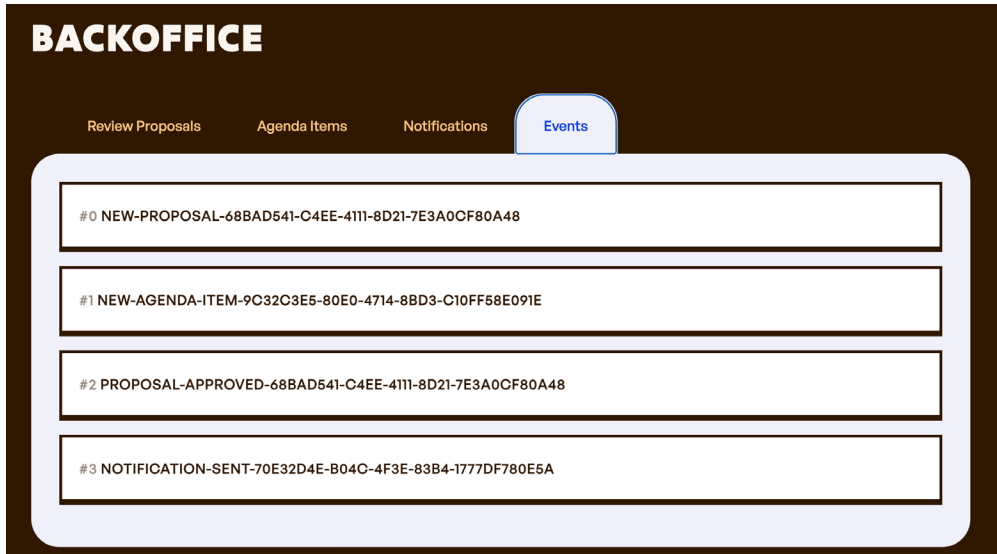 BACKOFFICE
Review Proposals Agenda Items Notifications Events
#0 NEW-PROPOSAL-68BAD541-C4EE-4111-8D21-7E3A0CF80A48
#1 NEW-AGENDA-ITEM-9C32C3E5-80E0-4714-8BD3-C10FF58E091E
#2 PROPOSAL-APPROVED-68BAD541-C4EE-4111-8D21-7E3A0CF80A48
#3 NOTIFICATION-SENT-70E32D4E-B04C-4F3E-83B4-1777DF780E5A